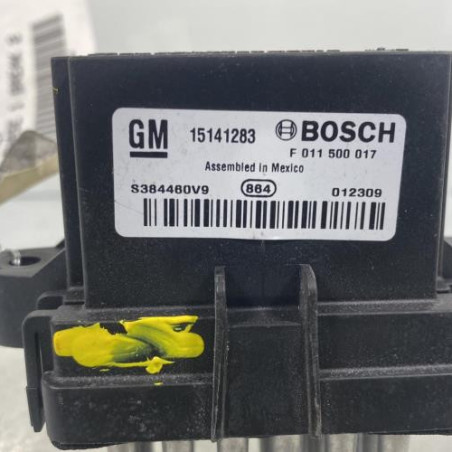 GM 15141283 BOSCH
F 011 500 017
Assembled in Mexico
S384460V9 864 012309